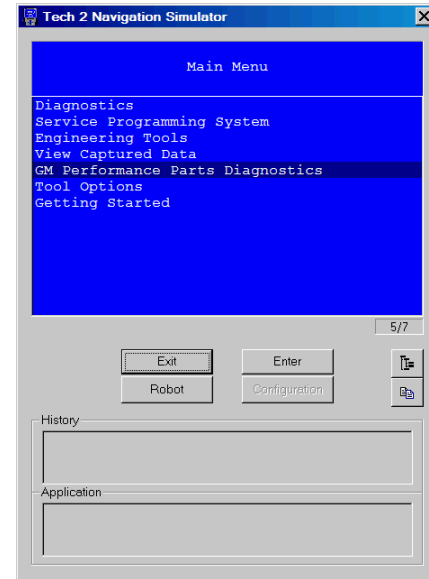 Tech 2 Navigation Simulator
Main Menu
Diagnostics
Service Programming System
Engineering Tools
View Captured Data
GM Performance Parts Diagnostics
Tool Options
Getting Started
5/7
Exit
Enter
Robot
Configuration
History
Application